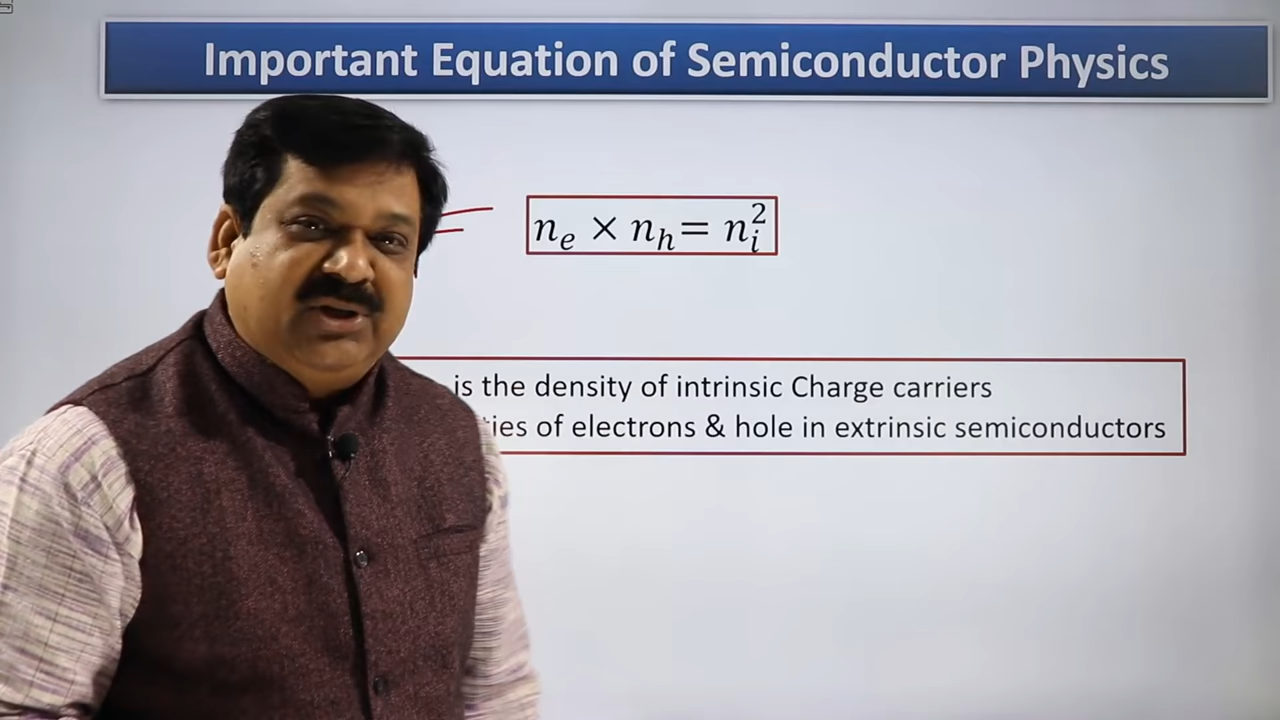 Important Equation of Semiconductor Physics
nₑ × nₕ = nᵢ²
is the density of intrinsic Charge carriers
of electrons & hole in extrinsic semiconductors